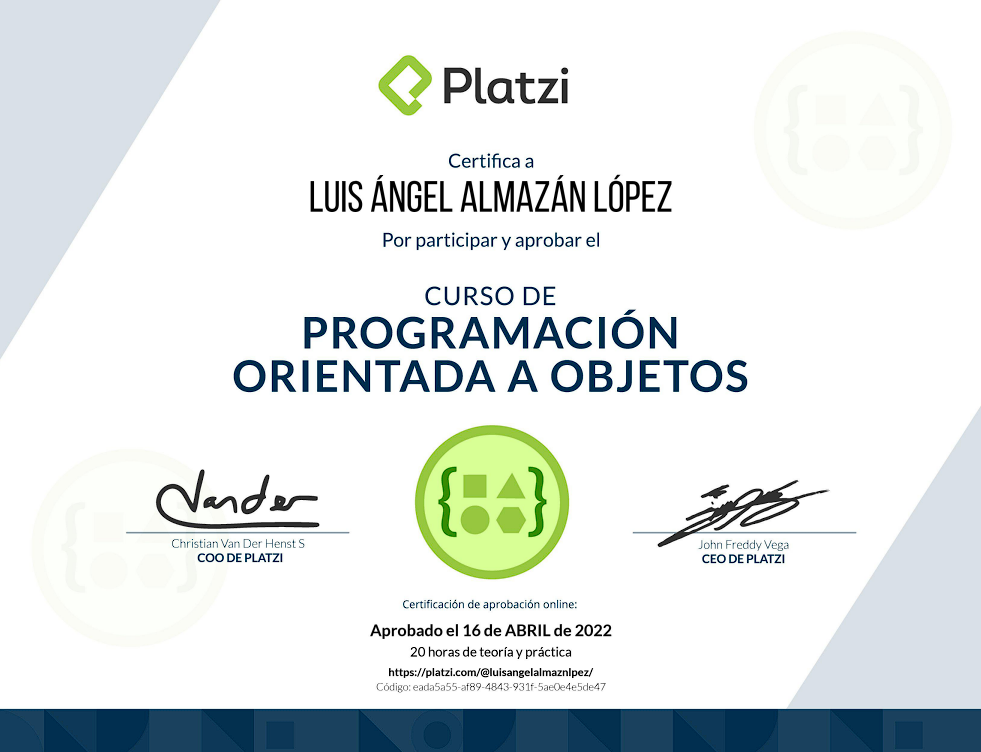 Platzi
Certifica a
LUIS ÁNGEL ALMAZÁN LÓPEZ
Por participar y aprobar el
CURSO DE
PROGRAMACIÓN
ORIENTADA A OBJETOS
Vander
Christian Van Der Henst S
COO DE PLATZI
John Freddy Vega
CEO DE PLATZI
Certificación de aprobación online:
Aprobado el 16 de ABRIL de 2022
20 horas de teoría y práctica
https://platzi.com/@luisangelalmaznlpez/
Código: eada5a55-af89-4843-931f-5ae0e4e5de47